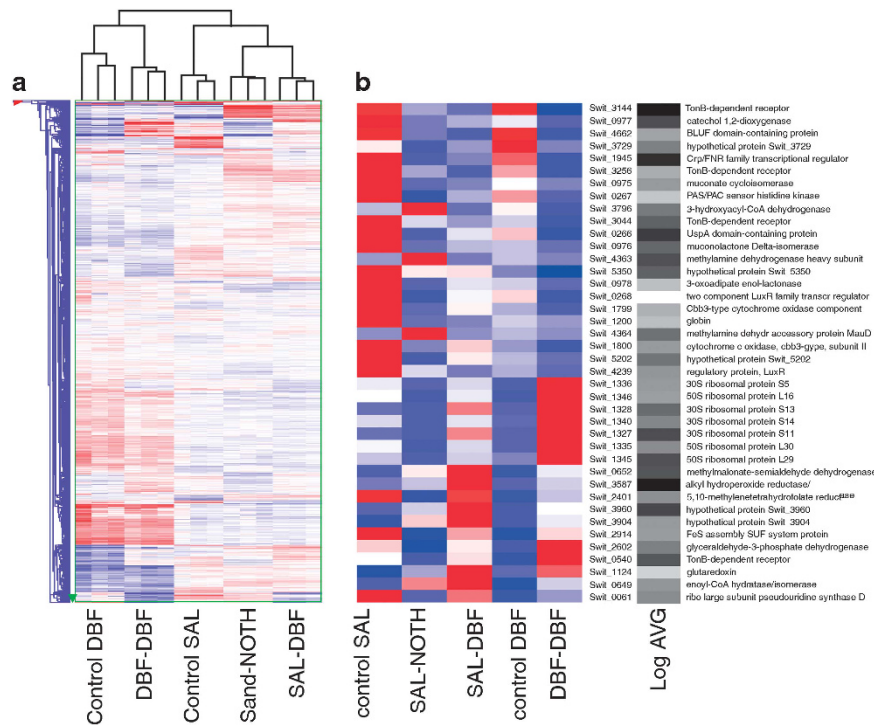 a
b
Swit_3144 TonB-dependent receptor
Swit_0977 catechol 1,2-dioxygenase
Swit_4662 BLUF domain-containing protein
Swit_3729 hypothetical protein Swit_3729
Swit_1945 Crp/FNR family transcriptional regulator
Swit_3256 TonB-dependent receptor
Swit_0975 muconate cycloisomerase
Swit_0267 PAS/PAC sensor histidine kinase
Swit_3796 3-hydroxyacyl-CoA dehydrogenase
Swit_3044 TonB-dependent receptor
Swit_0266 UspA domain-containing protein
Swit_0976 muconolactone Delta-isomerase
Swit_4363 methylamine dehydrogenase heavy subunit
Swit_5350 hypothetical protein Swit_5350
Swit_0978 3-oxoadipate enol-lactonase
Swit_0268 two component LuxR family transcr regulator
Swit_1799 Cbb3-type cytochrome oxidase component
Swit_1200 globin
Swit_4364 methylamine dehydr accessory protein MauD
Swit_1800 cytochrome c oxidase, cbb3-gype, subunit II
Swit_5202 hypothetical protein Swit_5202
Swit_4239 regulatory protein, LuxR
Swit_1336 30S ribosomal protein S5
Swit_1346 50S ribosomal protein L16
Swit_1328 30S ribosomal protein S13
Swit_1340 30S ribosomal protein S14
Swit_1327 30S ribosomal protein S11
Swit_1335 50S ribosomal protein L30
Swit_1345 50S ribosomal protein L29
Swit_0652 methylmalonate-semialdehyde dehydrogenase
Swit_3587 alkyl hydroperoxide reductase/
Swit_2401 5,10-methylenetetrahydrofolate reductase
Swit_3960 hypothetical protein Swit_3960
Swit_3904 hypothetical protein Swit_3904
Swit_2914 FeS assembly SUF system protein
Swit_2602 glyceraldehyde-3-phosphate dehydrogenase
Swit_0540 TonB-dependent receptor
Swit_1124 glutaredoxin
Swit_0649 enoyl-CoA hydratase/isomerase
Swit_0061 ribo large subunit pseudouridine synthase D
Control DBF
DBF-DBF
Control SAL
Sand-NOTH
SAL-DBF
control SAL
SAL-NOTH
SAL-DBF
control DBF
DBF-DBF
Log AVG